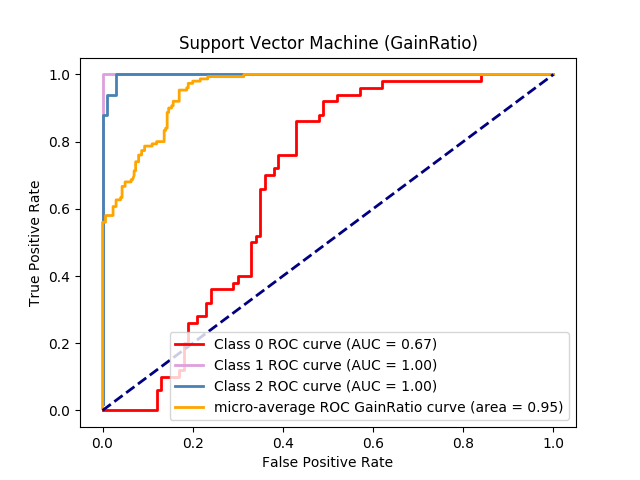 Support Vector Machine (GainRatio)
True Positive Rate
1.0
0.8
0.6
0.4
0.2
0.0
Class 0 ROC curve (AUC = 0.67)
Class 1 ROC curve (AUC = 1.00)
Class 2 ROC curve (AUC = 1.00)
micro-average ROC GainRatio curve (area = 0.95)
0.0 0.2 0.4 0.6 0.8 1.0
False Positive Rate